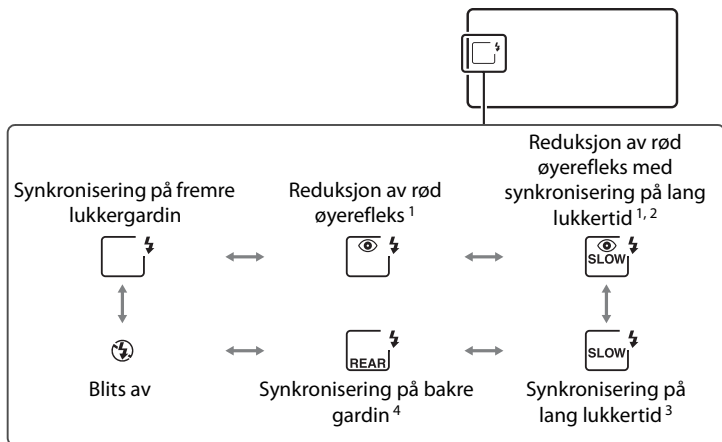 Synkronisering på fremre
lukkergardin
Reduksjon av rød
øyerefleks 1
Reduksjon av rød
øyerefleks med
synkronisering på lang
lukkertid 1, 2
SLOW
REAR
SLOW
Blits av
Synkronisering på bakre
gardin 4
Synkronisering på
lang lukkertid 3